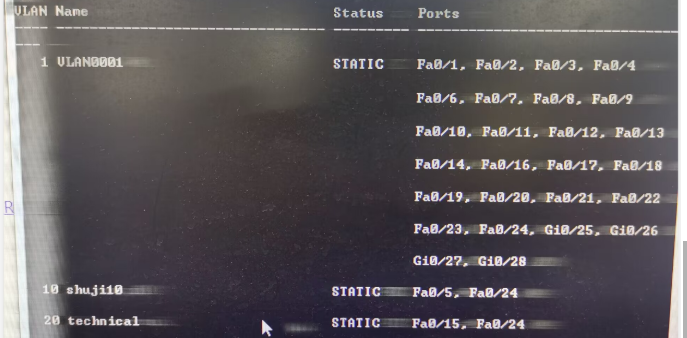 VLAN Name Status Ports
---- -------------------------------- --------- -----------------------------------
1 VLAN0001 STATIC Fa0/1, Fa0/2, Fa0/3, Fa0/4
Fa0/6, Fa0/7, Fa0/8, Fa0/9
Fa0/10, Fa0/11, Fa0/12, Fa0/13
Fa0/14, Fa0/16, Fa0/17, Fa0/18
Fa0/19, Fa0/20, Fa0/21, Fa0/22
Fa0/23, Fa0/24, Gi0/25, Gi0/26
Gi0/27, Gi0/28
10 shuji10 STATIC Fa0/5, Fa0/24
20 technical STATIC Fa0/15, Fa0/24
R